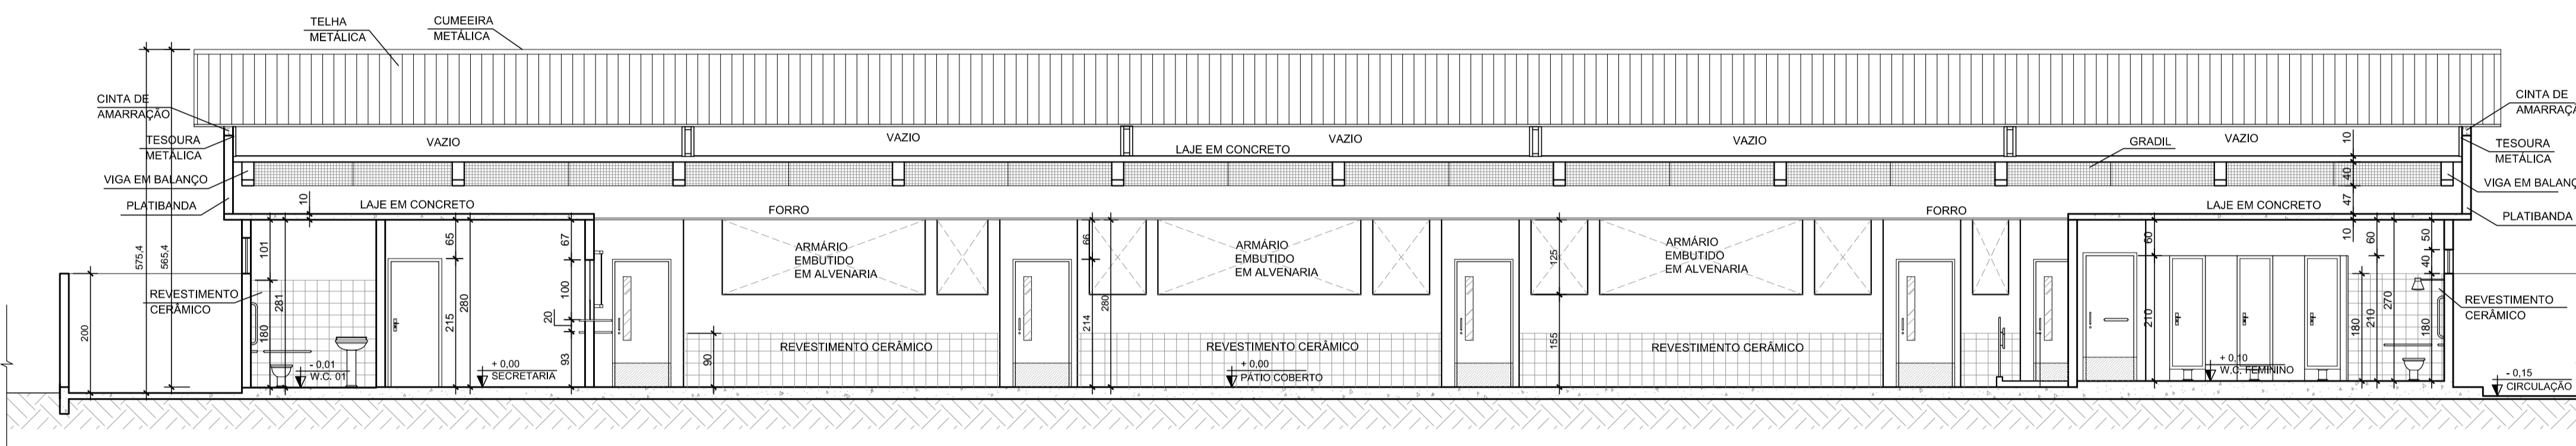 TELHA
METÁLICA
CUMEEIRA
METÁLICA
CINTA DE
AMARRAÇÃO
TESOURA
METÁLICA
VIGA EM BALANÇO
PLATIBANDA
VAZIO
VAZIO
VAZIO
VAZIO
VAZIO
LAJE EM CONCRETO
GRADIL
10
40
47
10
CINTA DE
AMARRAÇÃ
TESOURA
METÁLICA
VIGA EM BALANÇ
PLATIBANDA
575,4
565,4
10
LAJE EM CONCRETO
FORRO
FORRO
LAJE EM CONCRETO
200
REVESTIMENTO
CERÂMICO
101
180
281
- 0,01
W.C. 01
65
215
280
+ 0,00
SECRETARIA
67
100
20
93
ARMÁRIO
EMBUTIDO
EM ALVENARIA
90
REVESTIMENTO CERÂMICO
66
214
280
ARMÁRIO
EMBUTIDO
EM ALVENARIA
REVESTIMENTO CERÂMICO
+ 0,00
PÁTIO COBERTO
125
155
ARMÁRIO
EMBUTIDO
EM ALVENARIA
REVESTIMENTO CERÂMICO
60
210
+ 0,10
W.C. FEMININO
60
180
210
270
50
40
180
REVESTIMENTO
CERÂMICO
- 0,15
CIRCULAÇÃO